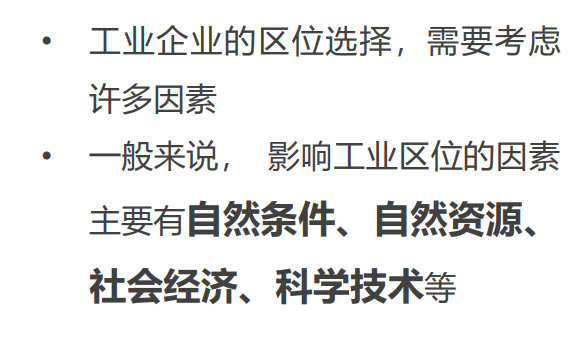 • 工业企业的区位选择，需要考虑
许多因素
• 一般来说， 影响工业区位的因素
主要有自然条件、自然资源、
社会经济、科学技术等